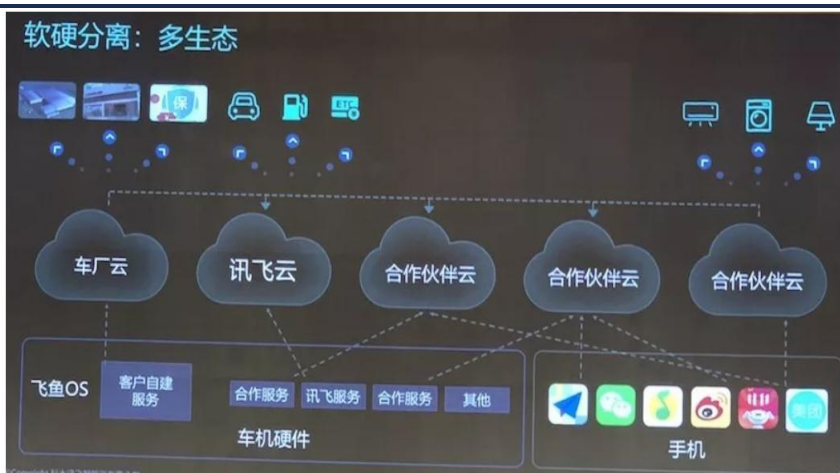 软硬分离：多生态
保
ETC
车厂云
讯飞云
合作伙伴云
合作伙伴云
合作伙伴云
飞鱼OS
客户自建
服务
合作服务
讯飞服务
合作服务
其他
车机硬件
美团
手机